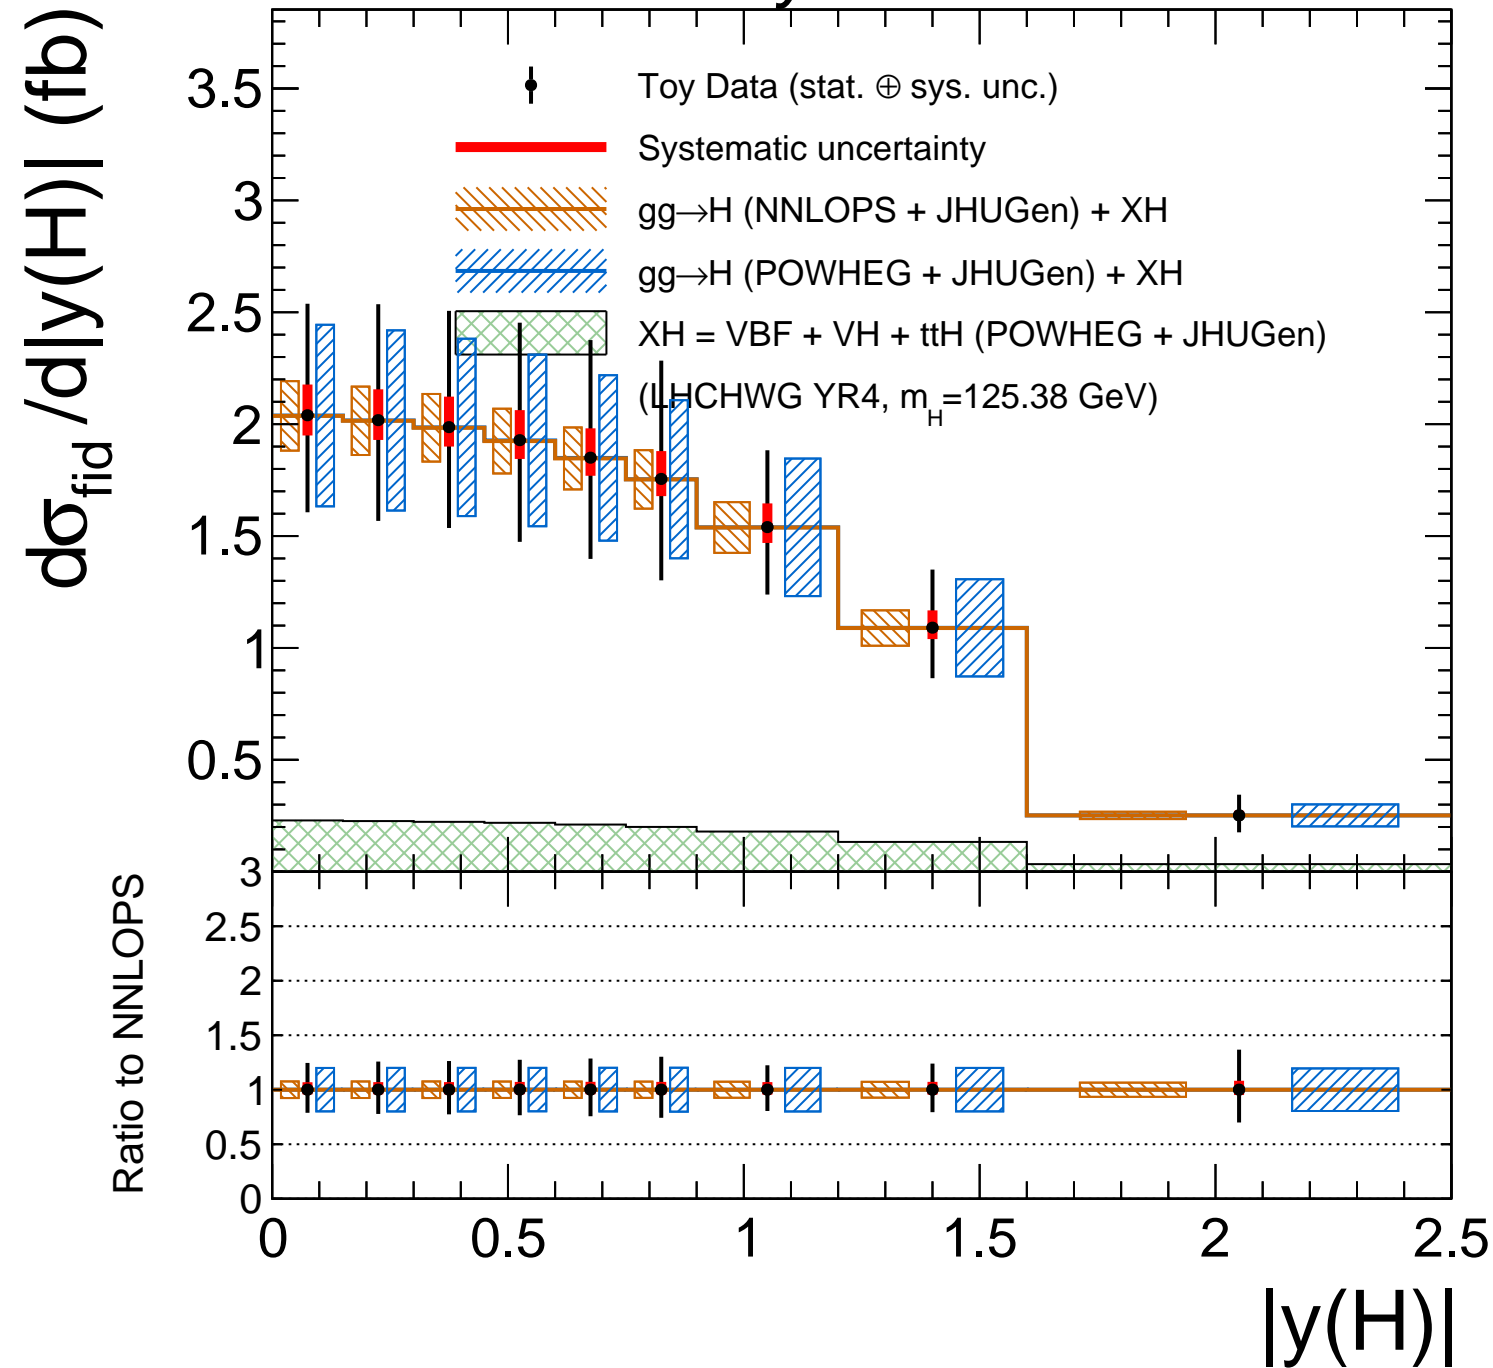 dσfid/d|y(H)| (fb)
3.5
3
2.5
2
1.5
1
0.5
Toy Data (stat. ⊕ sys. unc.)
Systematic uncertainty
gg→H (NNLOPS + JHUGen) + XH
gg→H (POWHEG + JHUGen) + XH
XH = VBF + VH + ttH (POWHEG + JHUGen)
(LHCHWG YR4, mH=125.38 GeV)
Ratio to NNLOPS
3
2.5
2
1.5
1
0.5
0
0 0.5 1 1.5 2 2.5
|y(H)|